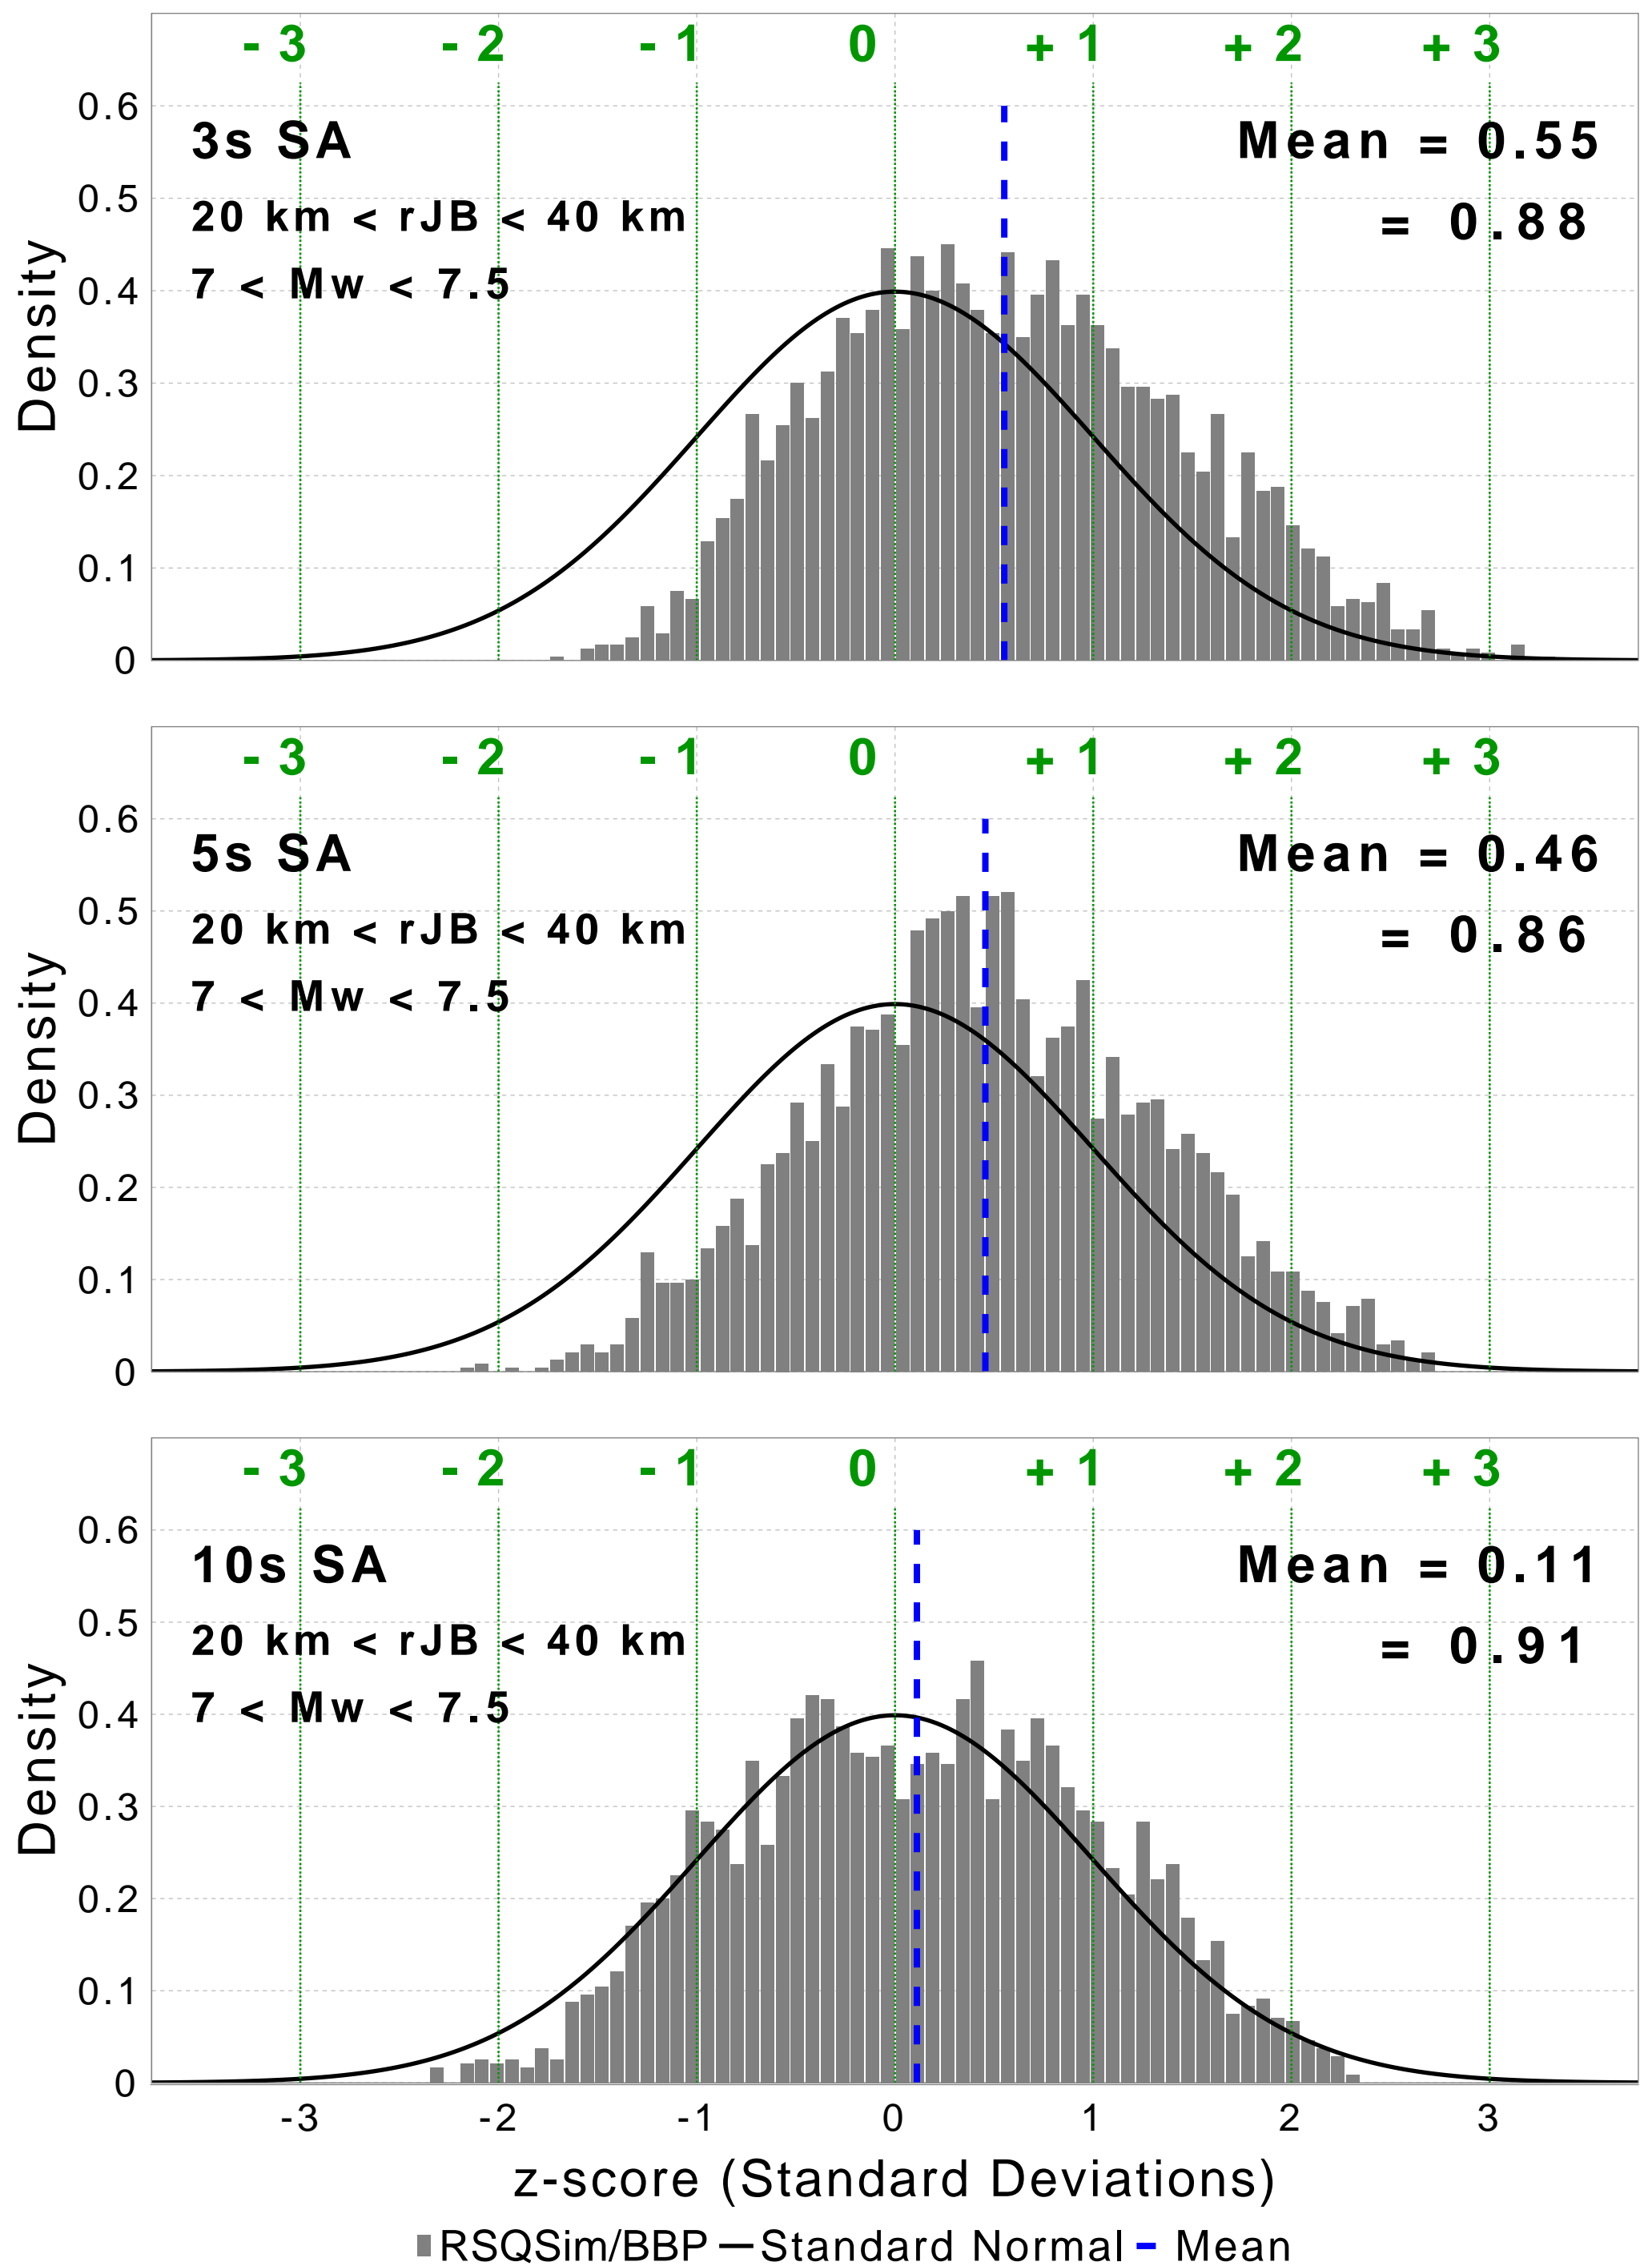 - 3 - 2 - 1 0 + 1 + 2 + 3
0.6
3s SA Mean = 0.55
0.5
20 km < rJB < 40 km = 0.88
7 < Mw < 7.5
0.4
Density
0.3
0.2
0.1
0
- 3 - 2 - 1 0 + 1 + 2 + 3
0.6
5s SA Mean = 0.46
0.5
20 km < rJB < 40 km = 0.86
7 < Mw < 7.5
0.4
Density
0.3
0.2
0.1
0
- 3 - 2 - 1 0 + 1 + 2 + 3
0.6
10s SA Mean = 0.11
0.5
20 km < rJB < 40 km = 0.91
7 < Mw < 7.5
0.4
Density
0.3
0.2
0.1
0
-3 -2 -1 0 1 2 3
z-score (Standard Deviations)
RSQSim/BBP Standard Normal Mean